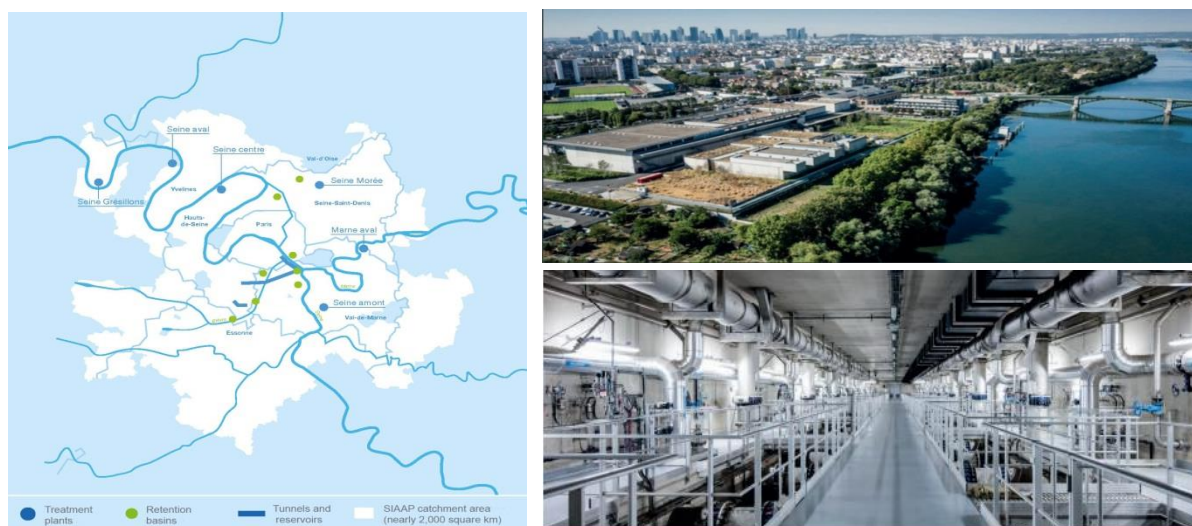 Seine aval
Seine centre
Val-d'Oise
Seine Morée
Yvelines
Seine Grésillons
Seine-Saint-Denis
Hauts-
de-Seine
Paris
Marne aval
Marne
Seine amont
Val-de-Marne
Essonne
Treatment
plants
Retention
basins
Tunnels and
reservoirs
SIAAP catchment area
(nearly 2,000 square km)